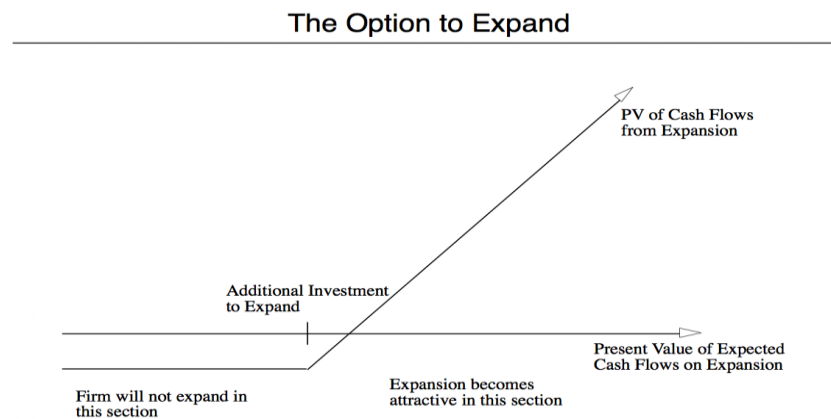 The Option to Expand
PV of Cash Flows
from Expansion
Additional Investment
to Expand
Present Value of Expected
Cash Flows on Expansion
Firm will not expand in
this section
Expansion becomes
attractive in this section